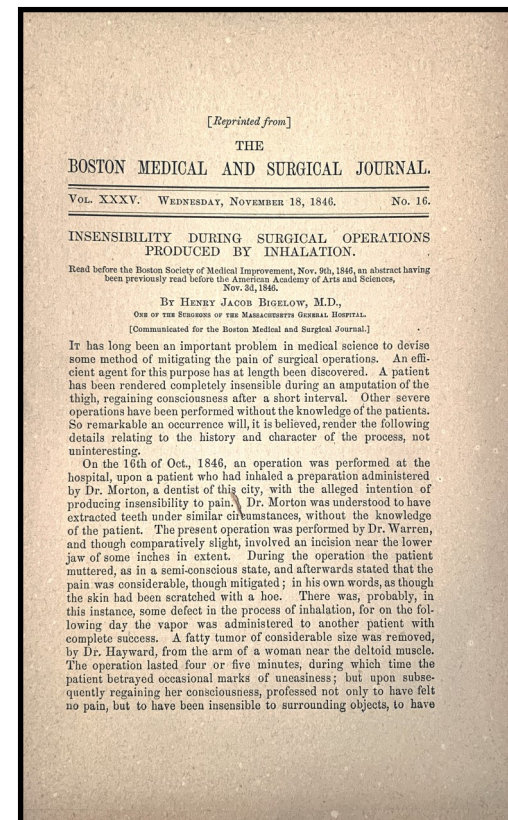 [Reprinted from]
THE
BOSTON MEDICAL AND SURGICAL JOURNAL.
VOL. XXXV. WEDNESDAY, NOVEMBER 18, 1846. No. 16.
INSENSIBILITY DURING SURGICAL OPERATIONS
PRODUCED BY INHALATION.
Read before the Boston Society of Medical Improvement, Nov. 9th, 1846, an abstract having
been previously read before the American Academy of Arts and Sciences,
Nov. 3d, 1846.
BY HENRY JACOB BIGELOW, M.D.,
ONE OF THE SURGEONS OF THE MASSACHUSETTS GENERAL HOSPITAL.
[Communicated for the Boston Medical and Surgical Journal.]
IT has long been an important problem in medical science to devise
some method of mitigating the pain of surgical operations. An effi-
cient agent for this purpose has at length been discovered. A patient
has been rendered completely insensible during an amputation of the
thigh, regaining consciousness after a short interval. Other severe
operations have been performed without the knowledge of the patients.
So remarkable an occurrence will, it is believed, render the following
details relating to the history and character of the process, not
uninteresting.
On the 16th of Oct., 1846, an operation was performed at the
hospital, upon a patient who had inhaled a preparation administered
by Dr. Morton, a dentist of this city, with the alleged intention of
producing insensibility to pain. Dr. Morton was understood to have
extracted teeth under similar circumstances, without the knowledge
of the patient. The present operation was performed by Dr. Warren,
and though comparatively slight, involved an incision near the lower
jaw of some inches in extent. During the operation the patient
muttered, as in a semi-conscious state, and afterwards stated that the
pain was considerable, though mitigated; in his own words, as though
the skin had been scratched with a hoe. There was, probably, in
this instance, some defect in the process of inhalation, for on the fol-
lowing day the vapor was administered to another patient with
complete success. A fatty tumor of considerable size was removed,
by Dr. Hayward, from the arm of a woman near the deltoid muscle.
The operation lasted four or five minutes, during which time the
patient betrayed occasional marks of uneasiness; but upon subse-
quently regaining her consciousness, professed not only to have felt
no pain, but to have been insensible to surrounding objects, to have